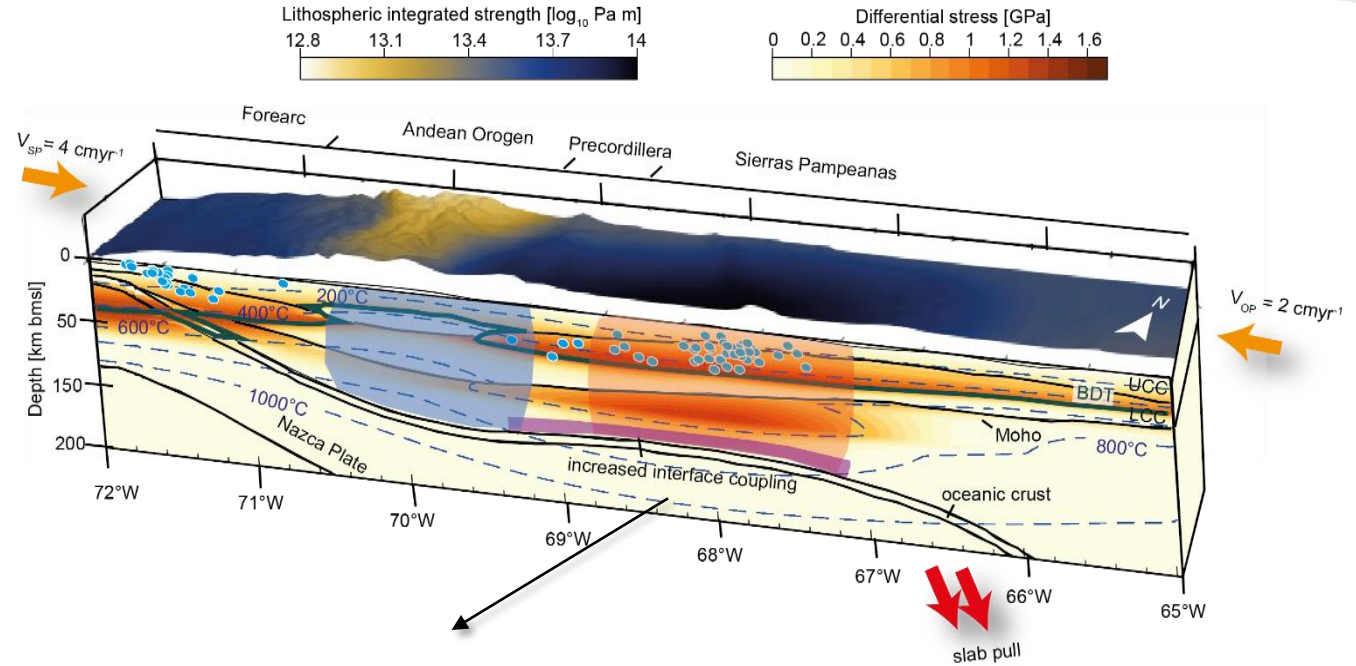 Lithospheric integrated strength [log₁₀ Pa m]
12.8 13.1 13.4 13.7 14
Differential stress [GPa]
0 0.2 0.4 0.6 0.8 1 1.2 1.4 1.6
Forearc
Andean Orogen
Precordillera
Sierras Pampeanas
V_SP = 4 cmyr⁻¹
V_OP = 2 cmyr⁻¹
N
Depth [km bmsl]
0
50
150
200
200°C
400°C
600°C
1000°C
800°C
Nazca Plate
UCC
BDT
LCC
Moho
increased interface coupling
oceanic crust
72°W
71°W
70°W
69°W
68°W
67°W
66°W
65°W
slab pull